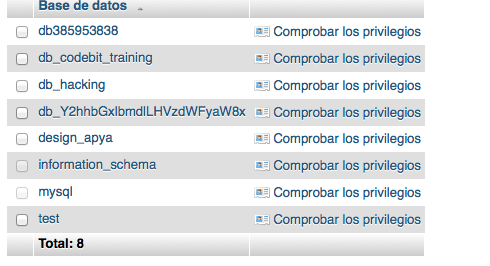 Base de datos
db385953838 Comprobar los privilegios
db_codebit_training Comprobar los privilegios
db_hacking Comprobar los privilegios
db_Y2hhbGxlbmdlLHVzdWFyaW8x Comprobar los privilegios
design_apya Comprobar los privilegios
information_schema Comprobar los privilegios
mysql Comprobar los privilegios
test Comprobar los privilegios
Total: 8